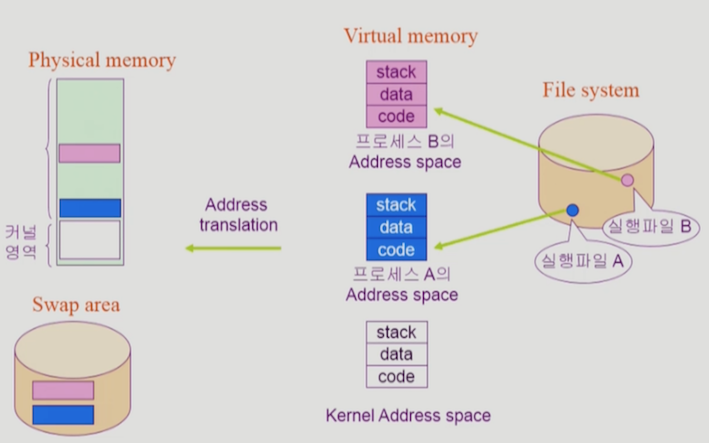 Physical memory
커널
영역
Swap area
Address
translation
Virtual memory
stack
data
code
프로세스 B의
Address space
stack
data
code
프로세스 A의
Address space
stack
data
code
Kernel Address space
File system
실행파일 B
실행파일 A